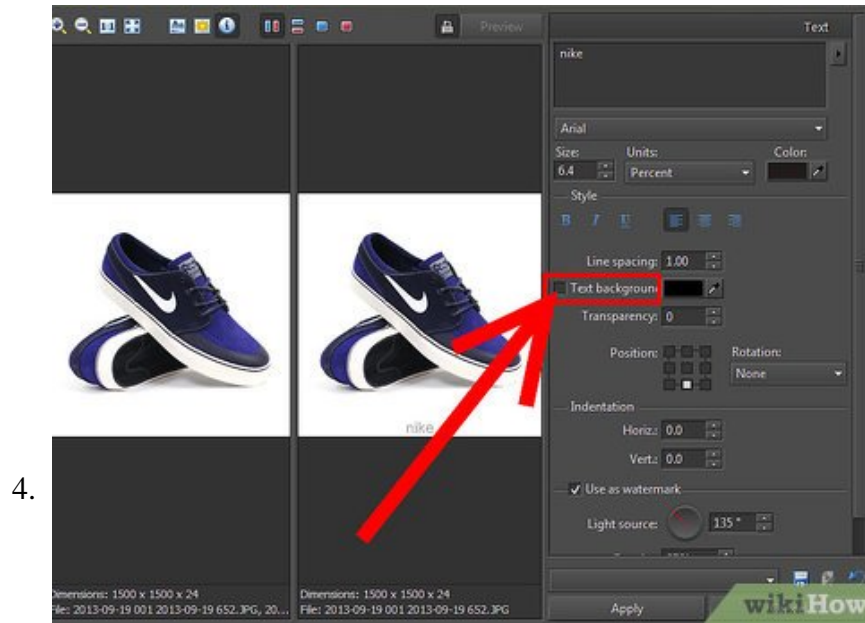 Preview
Text
nike
Arial
Size:
Units:
Color:
6.4
Percent
Style
B I U
Line spacing: 1.00
Text background
Transparency: 0
Position:
Rotation:
None
nike
Indentation
Horiz.: 0.0
Vert.: 0.0
4.
Use as watermark
Light source: 135 °
Dimensions: 1500 x 1500 x 24
File: 2013-09-19 001 2013-09-19 652.JPG, 20...
Dimensions: 1500 x 1500 x 24
File: 2013-09-19 001 2013-09-19 652.JPG
Apply
wikiHow